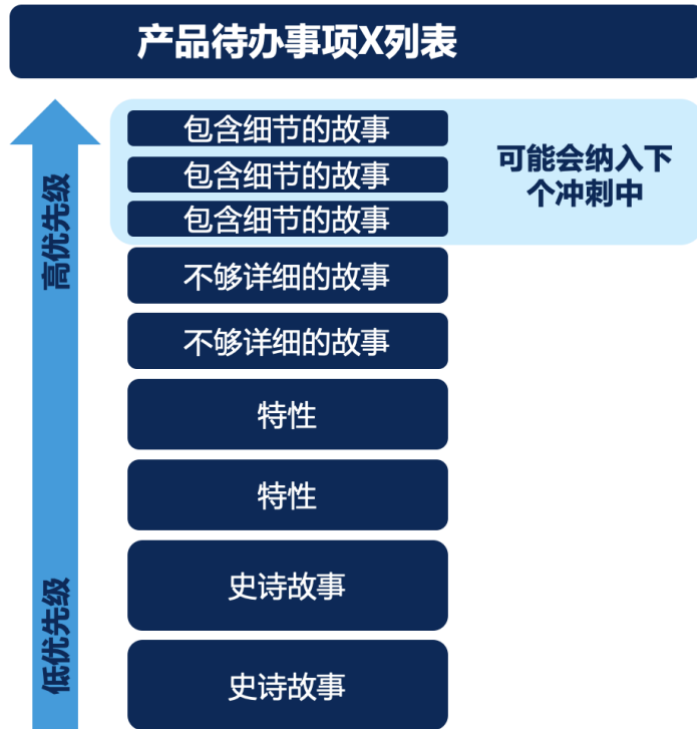 产品待办事项X列表
高优先级
低优先级
包含细节的故事
包含细节的故事
包含细节的故事
可能会纳入下
个冲刺中
不够详细的故事
不够详细的故事
特性
特性
史诗故事
史诗故事